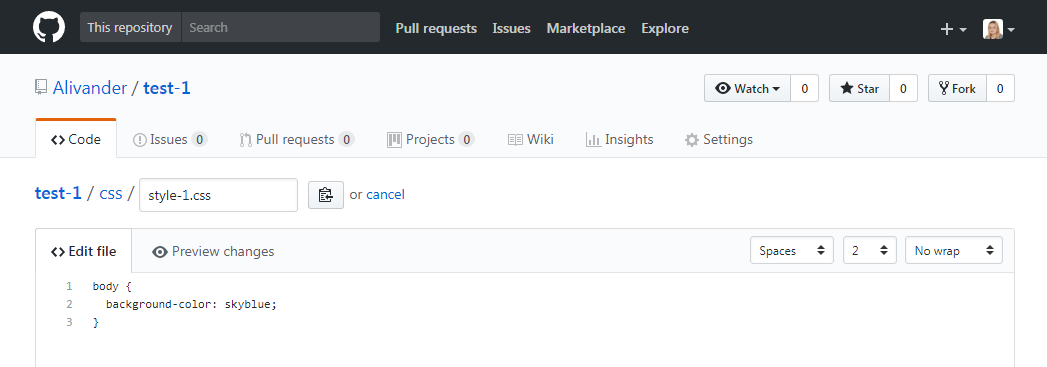 This repository Search Pull requests Issues Marketplace Explore
Alivander / test-1 Watch 0 Star 0 Fork 0
<> Code Issues 0 Pull requests 0 Projects 0 Wiki Insights Settings
test-1 / css / style-1.css or cancel
<> Edit file Preview changes Spaces 2 No wrap
1 body {
2 background-color: skyblue;
3 }